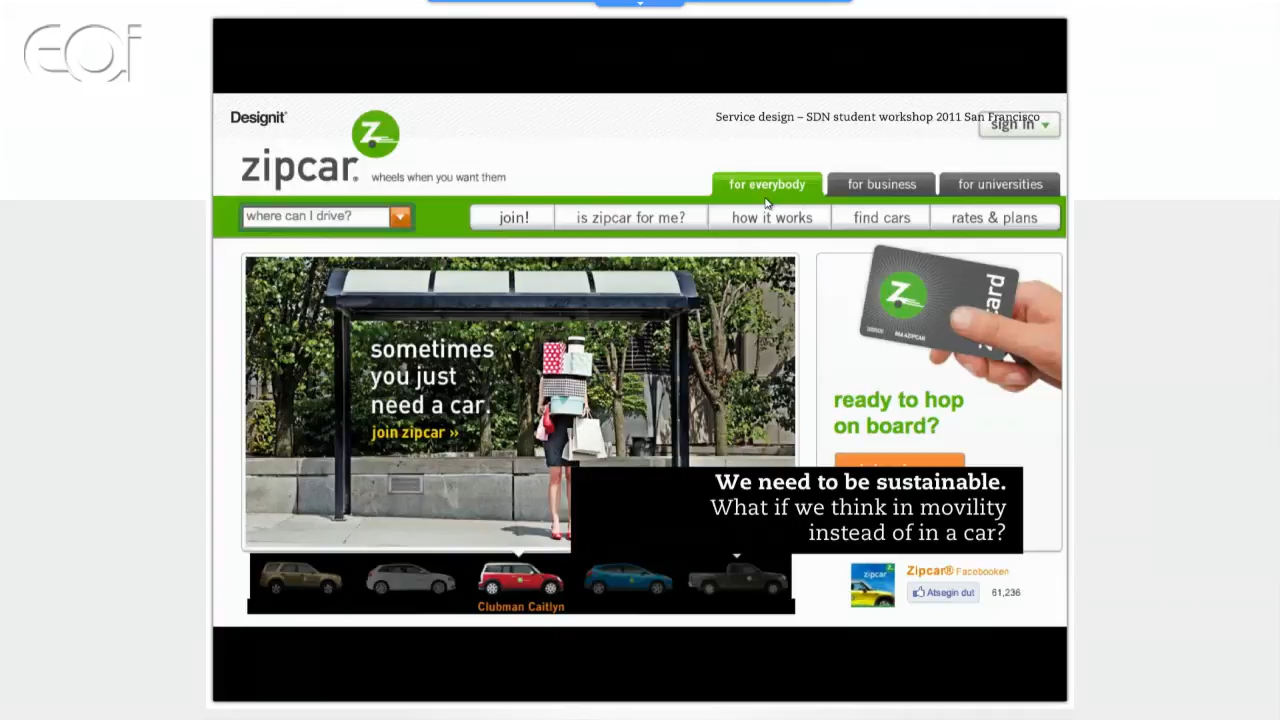 EOi
Designit
Service design – SDN student workshop 2011 San Francisco
sign in
zipcar.
wheels when you want them
for everybody
for business
for universities
where can I drive?
join!
is zipcar for me?
how it works
find cars
rates & plans
sometimes
you just
need a car.
join zipcar »
ready to hop
on board?
We need to be sustainable.
What if we think in movility
instead of in a car?
Clubman Caitlyn
zipcar
Zipcar® Facebooken
Atsegin dut
61,236